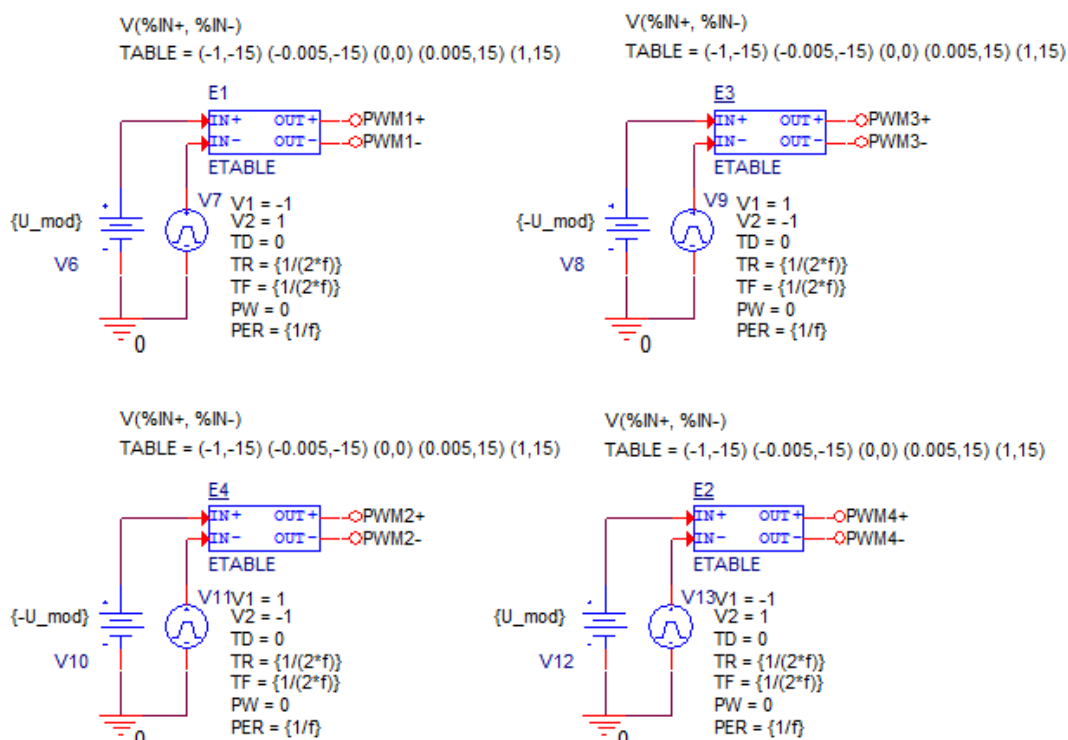 V(%IN+, %IN-)
TABLE = (-1,-15) (-0.005,-15) (0,0) (0.005,15) (1,15)
E1
IN+ OUT+ PWM1+
IN- OUT- PWM1-
ETABLE
{U_mod}
+
-
V6
V7
V1 = -1
V2 = 1
TD = 0
TR = {1/(2*f)}
TF = {1/(2*f)}
PW = 0
PER = {1/f}
0
V(%IN+, %IN-)
TABLE = (-1,-15) (-0.005,-15) (0,0) (0.005,15) (1,15)
E3
IN+ OUT+ PWM3+
IN- OUT- PWM3-
ETABLE
{-U_mod}
+
-
V8
V9
V1 = 1
V2 = -1
TD = 0
TR = {1/(2*f)}
TF = {1/(2*f)}
PW = 0
PER = {1/f}
0
V(%IN+, %IN-)
TABLE = (-1,-15) (-0.005,-15) (0,0) (0.005,15) (1,15)
E4
IN+ OUT+ PWM2+
IN- OUT- PWM2-
ETABLE
{-U_mod}
+
-
V10
V11
V1 = 1
V2 = -1
TD = 0
TR = {1/(2*f)}
TF = {1/(2*f)}
PW = 0
PER = {1/f}
0
V(%IN+, %IN-)
TABLE = (-1,-15) (-0.005,-15) (0,0) (0.005,15) (1,15)
E2
IN+ OUT+ PWM4+
IN- OUT- PWM4-
ETABLE
{U_mod}
+
-
V12
V13
V1 = -1
V2 = 1
TD = 0
TR = {1/(2*f)}
TF = {1/(2*f)}
PW = 0
PER = {1/f}
0